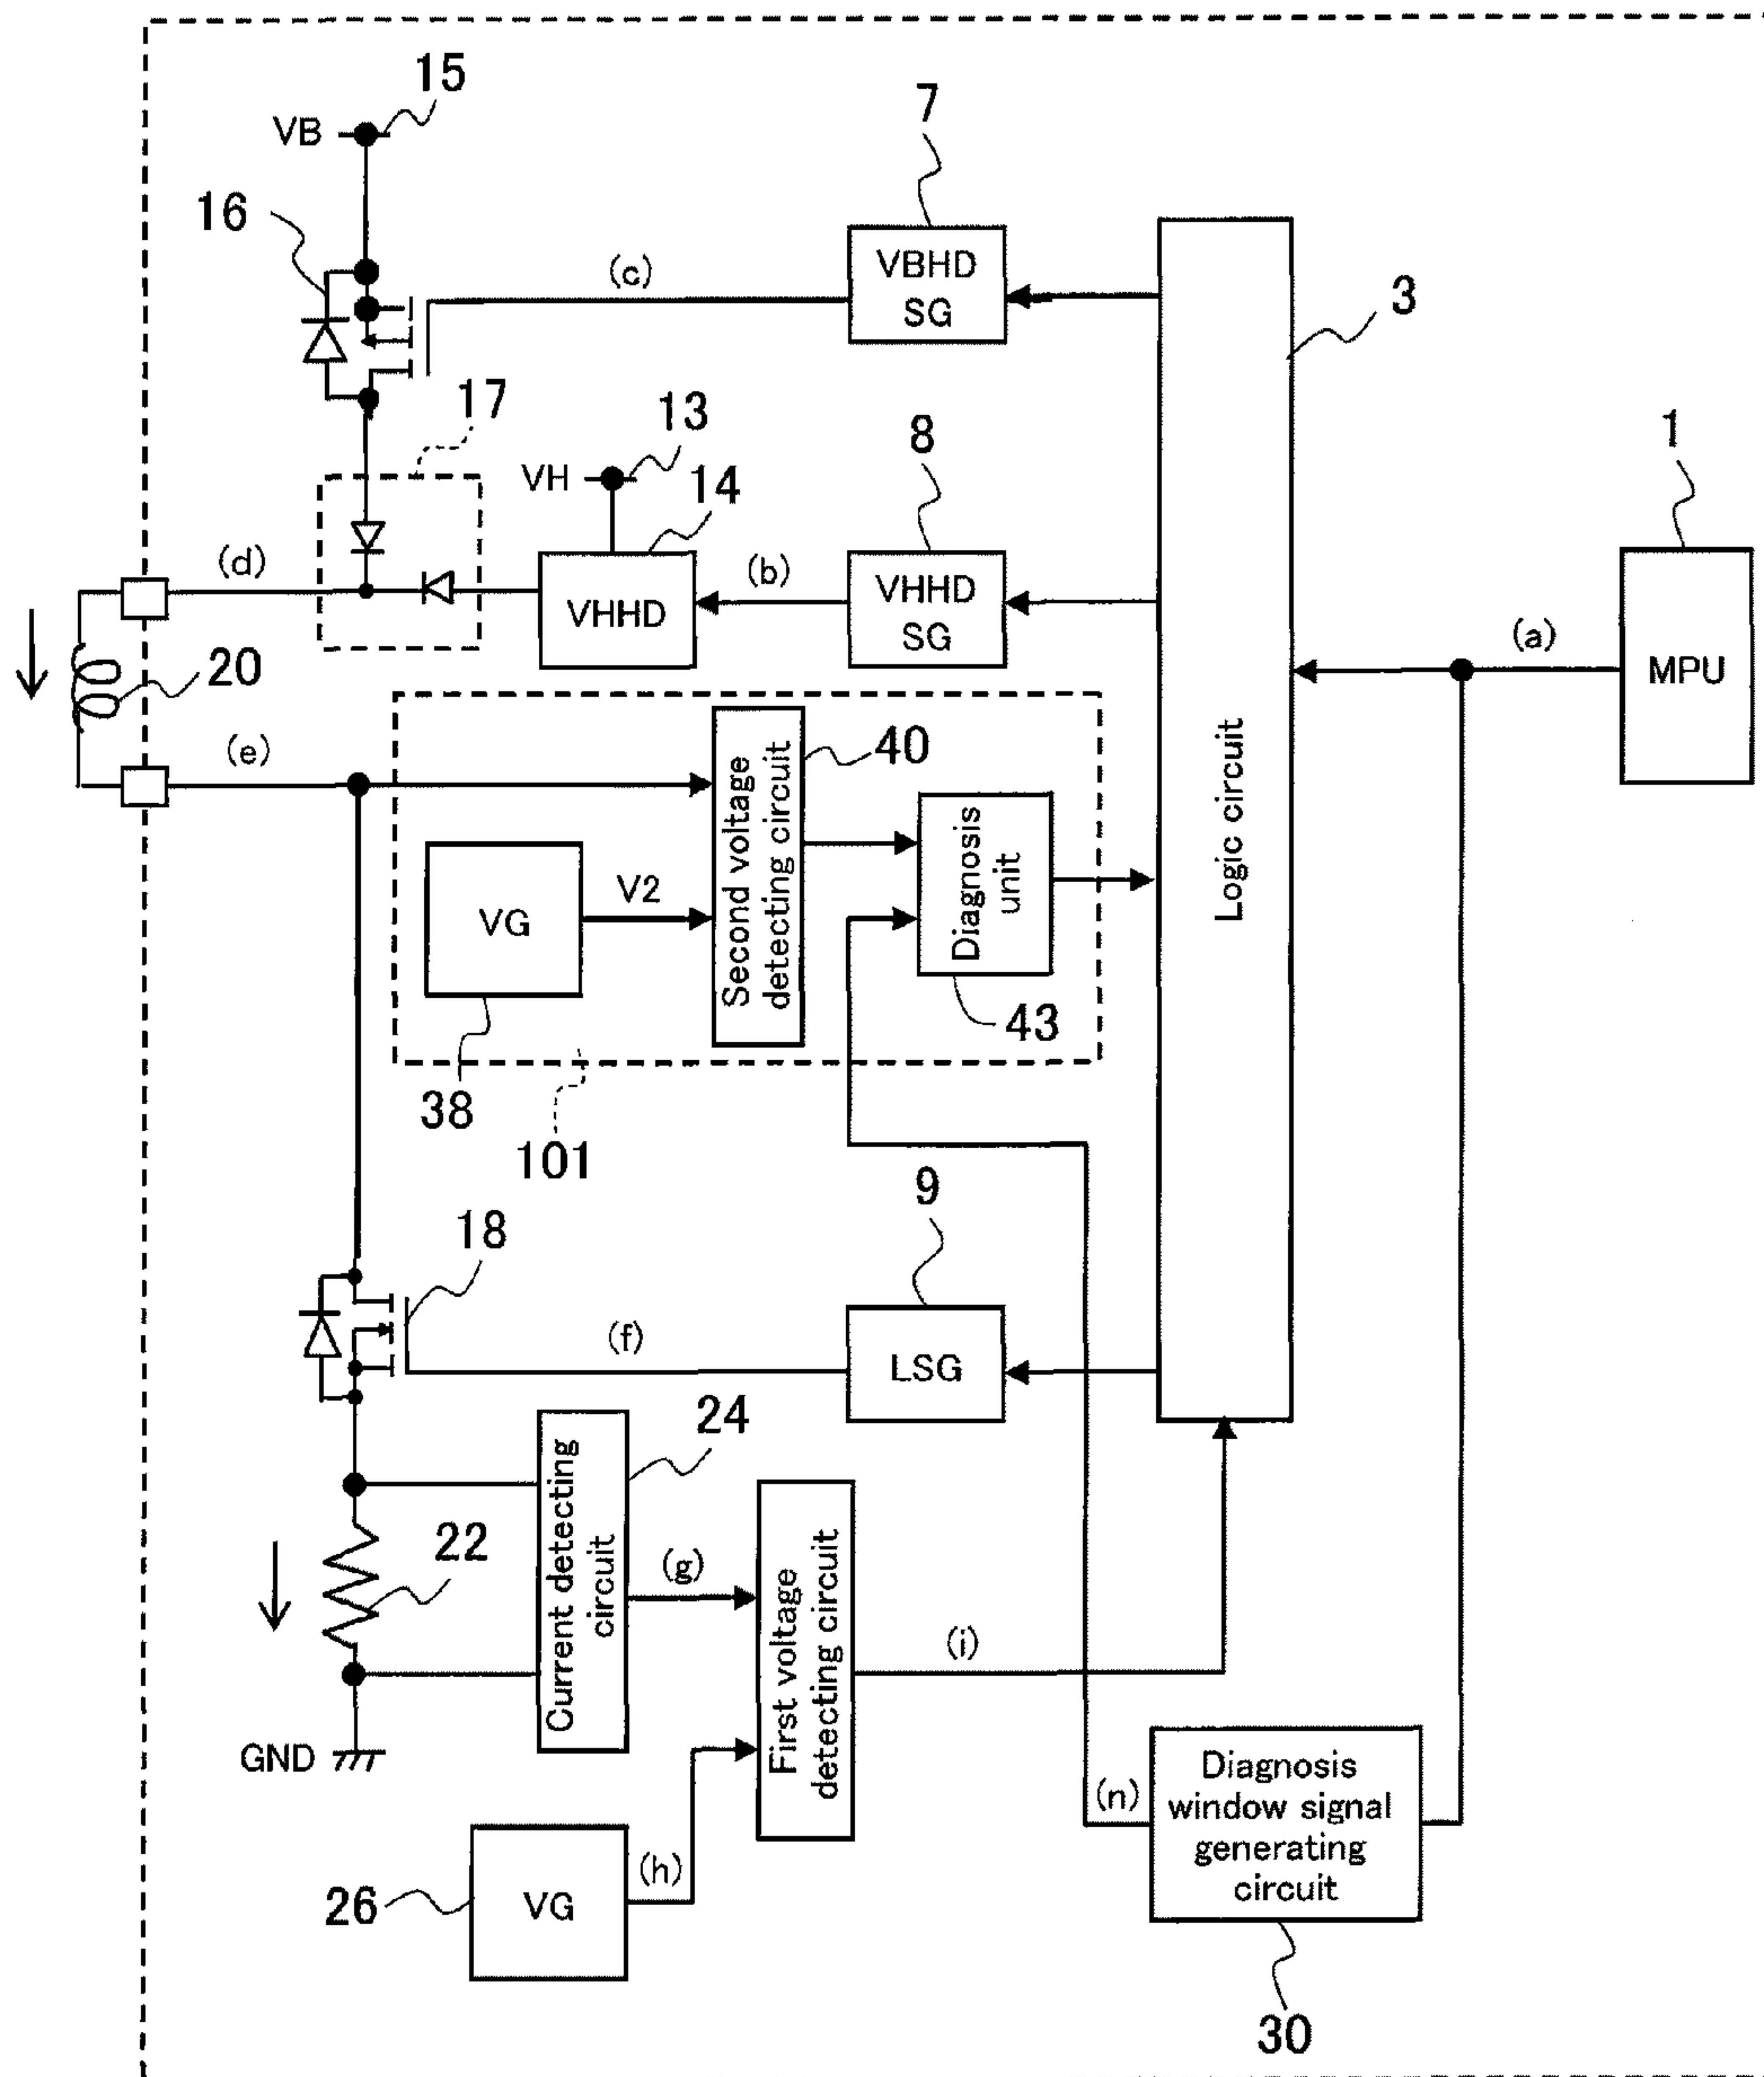 15
VB
7
16
(c)
VBHD
SG
3
17
13
VH
14
8
1
(d)
VHHD
(b)
VHHD
SG
(a)
MPU
20
(e)
40
Second voltage
detecting circuit
Diagnosis
unit
Logic circuit
V2
VG
43
38
101
9
18
(f)
LSG
24
Current detecting
circuit
22
(g)
First voltage
detecting circuit
(i)
GND
(n)
Diagnosis
window signal
generating
circuit
(h)
26
VG
30